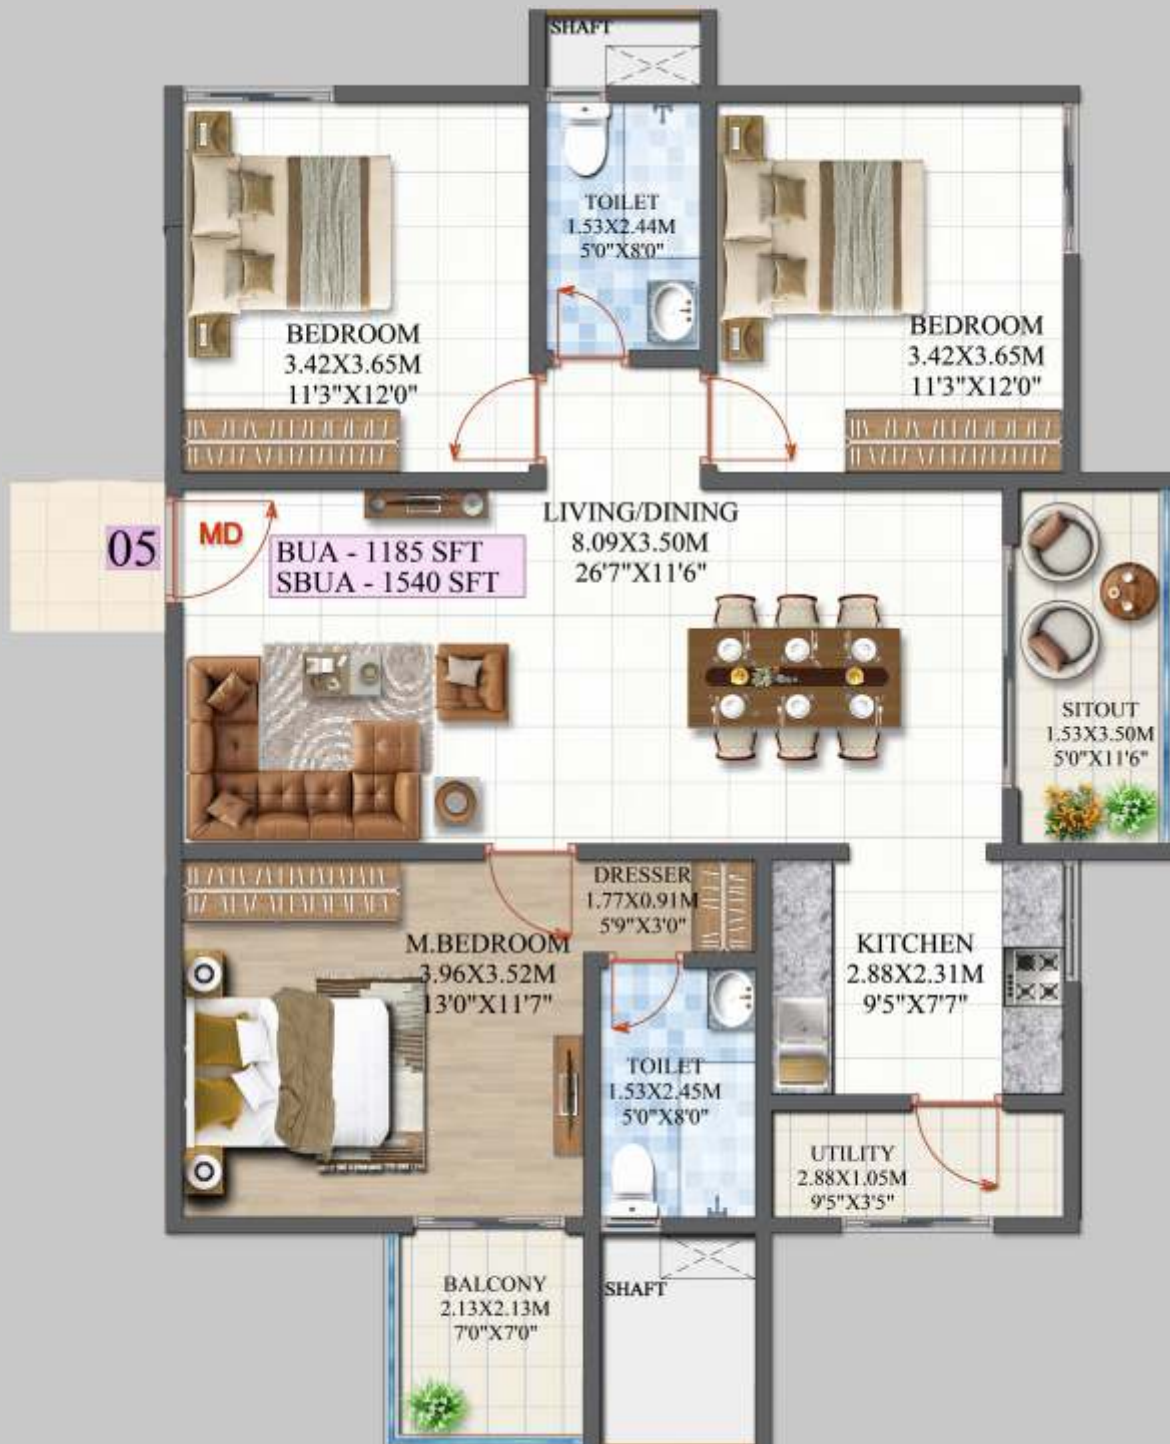 SHAFT
TOILET
1.53X2.44M
5'0"X8'0"
BEDROOM
3.42X3.65M
11'3"X12'0"
BEDROOM
3.42X3.65M
11'3"X12'0"
05
MD
BUA - 1185 SFT
SBUA - 1540 SFT
LIVING/DINING
8.09X3.50M
26'7"X11'6"
SITOUT
1.53X3.50M
5'0"X11'6"
DRESSER
1.77X0.91M
5'9"X3'0"
M.BEDROOM
3.96X3.52M
13'0"X11'7"
KITCHEN
2.88X2.31M
9'5"X7'7"
TOILET
1.53X2.45M
5'0"X8'0"
UTILITY
2.88X1.05M
9'5"X3'5"
BALCONY
2.13X2.13M
7'0"X7'0"
SHAFT